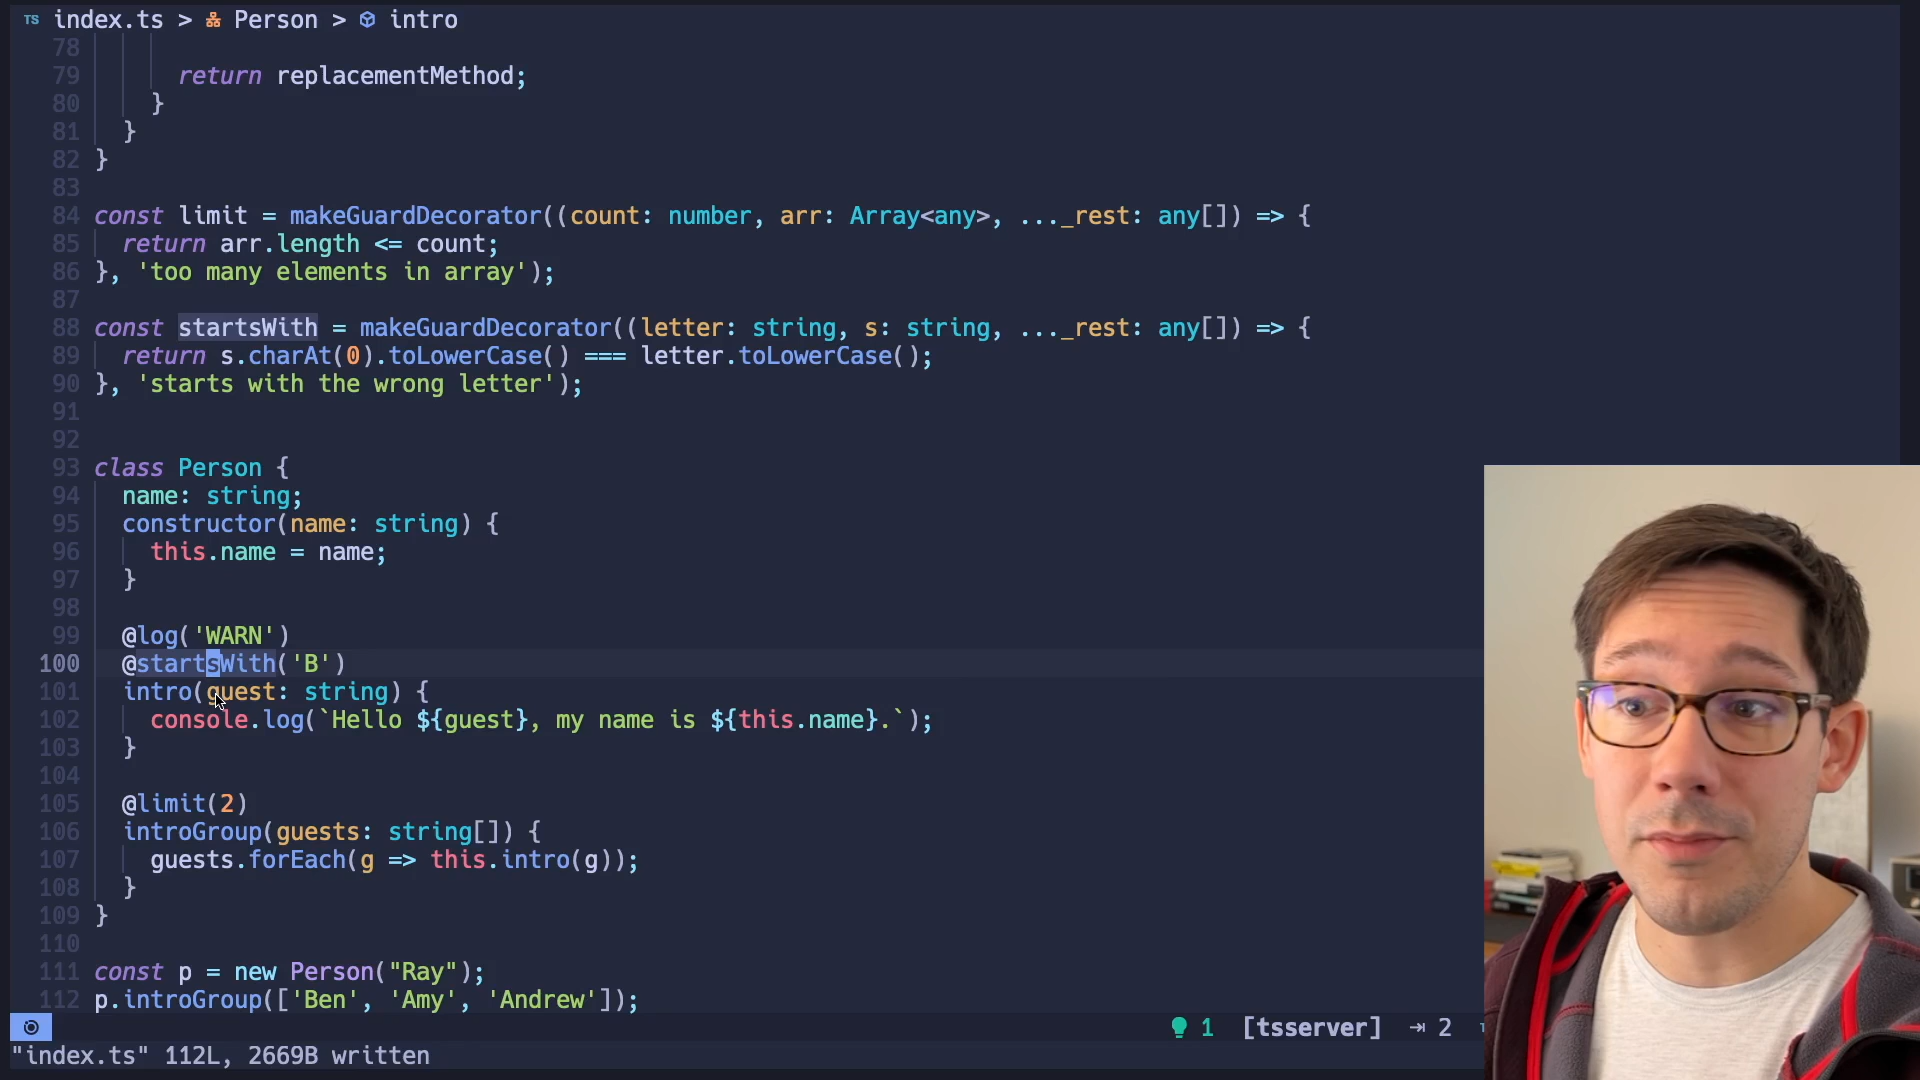 TS index.ts > Person > intro
78
79 return replacementMethod;
80 }
81 }
82 }
83
84 const limit = makeGuardDecorator((count: number, arr: Array<any>, ..._rest: any[]) => {
85 return arr.length <= count;
86 }, 'too many elements in array');
87
88 const startsWith = makeGuardDecorator((letter: string, s: string, ..._rest: any[]) => {
89 return s.charAt(0).toLowerCase() === letter.toLowerCase();
90 }, 'starts with the wrong letter');
91
92
93 class Person {
94 name: string;
95 constructor(name: string) {
96 this.name = name;
97 }
98
99 @log('WARN')
100 @startsWith('B')
101 intro(guest: string) {
102 console.log(`Hello ${guest}, my name is ${this.name}.`);
103 }
104
105 @limit(2)
106 introGroup(guests: string[]) {
107 guests.forEach(g => this.intro(g));
108 }
109 }
110
111 const p = new Person("Ray");
112 p.introGroup(['Ben', 'Amy', 'Andrew']);
1 [tsserver] ⇥ 2
"index.ts" 112L, 2669B written